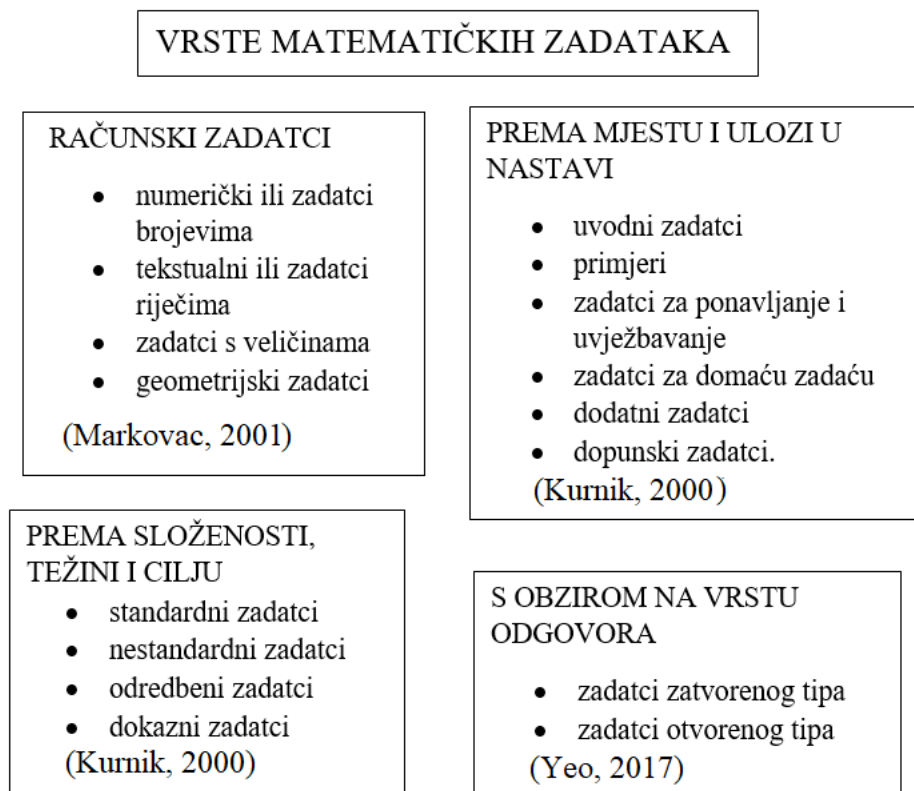 VRSTE MATEMATIČKIH ZADATAKA
RAČUNSKI ZADATCI
• numerički ili zadatci
brojevima
• tekstualni ili zadatci
riječima
• zadatci s veličinama
• geometrijski zadatci
(Markovac, 2001)
PREMA MJESTU I ULOZI U
NASTAVI
• uvodni zadatci
• primjeri
• zadatci za ponavljanje i
uvježbavanje
• zadatci za domaću zadaću
• dodatni zadatci
• dopunski zadatci.
(Kurnik, 2000)
PREMA SLOŽENOSTI,
TEŽINI I CILJU
• standardni zadatci
• nestandardni zadatci
• odredbeni zadatci
• dokazni zadatci
(Kurnik, 2000)
S OBZIROM NA VRSTU
ODGOVORA
• zadatci zatvorenog tipa
• zadatci otvorenog tipa
(Yeo, 2017)